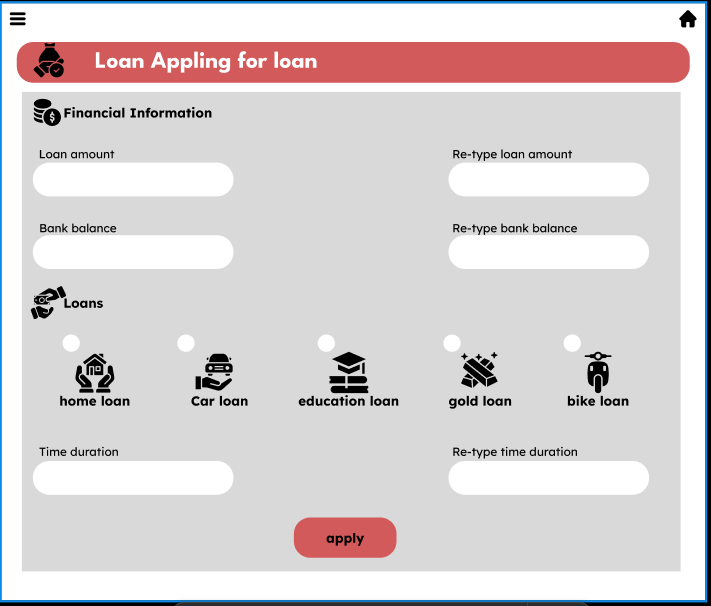 Loan Appling for loan
Financial Information
Loan amount
Re-type loan amount
Bank balance
Re-type bank balance
Loans
home loan
Car loan
education loan
gold loan
bike loan
Time duration
Re-type time duration
apply